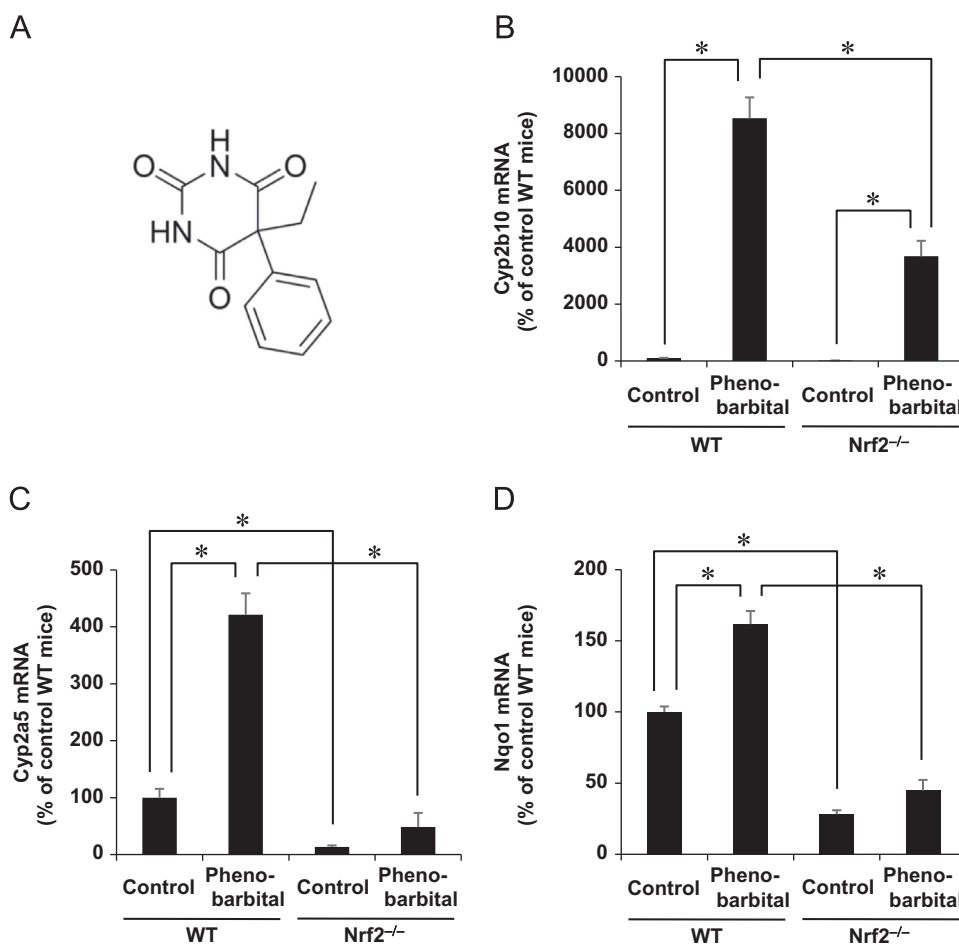 A
H
O
N
O
HN
O
B
Cyp2b10 mRNA
(% of control WT mice)
10000
8000
6000
4000
2000
0
*
*
*
Control
Pheno-
barbital
Control
Pheno-
barbital
WT
Nrf2–/–
C
Cyp2a5 mRNA
(% of control WT mice)
500
400
300
200
100
0
*
*
*
Control
Pheno-
barbital
Control
Pheno-
barbital
WT
Nrf2–/–
D
Nqo1 mRNA
(% of control WT mice)
200
150
100
50
0
*
*
*
Control
Pheno-
barbital
Control
Pheno-
barbital
WT
Nrf2–/–